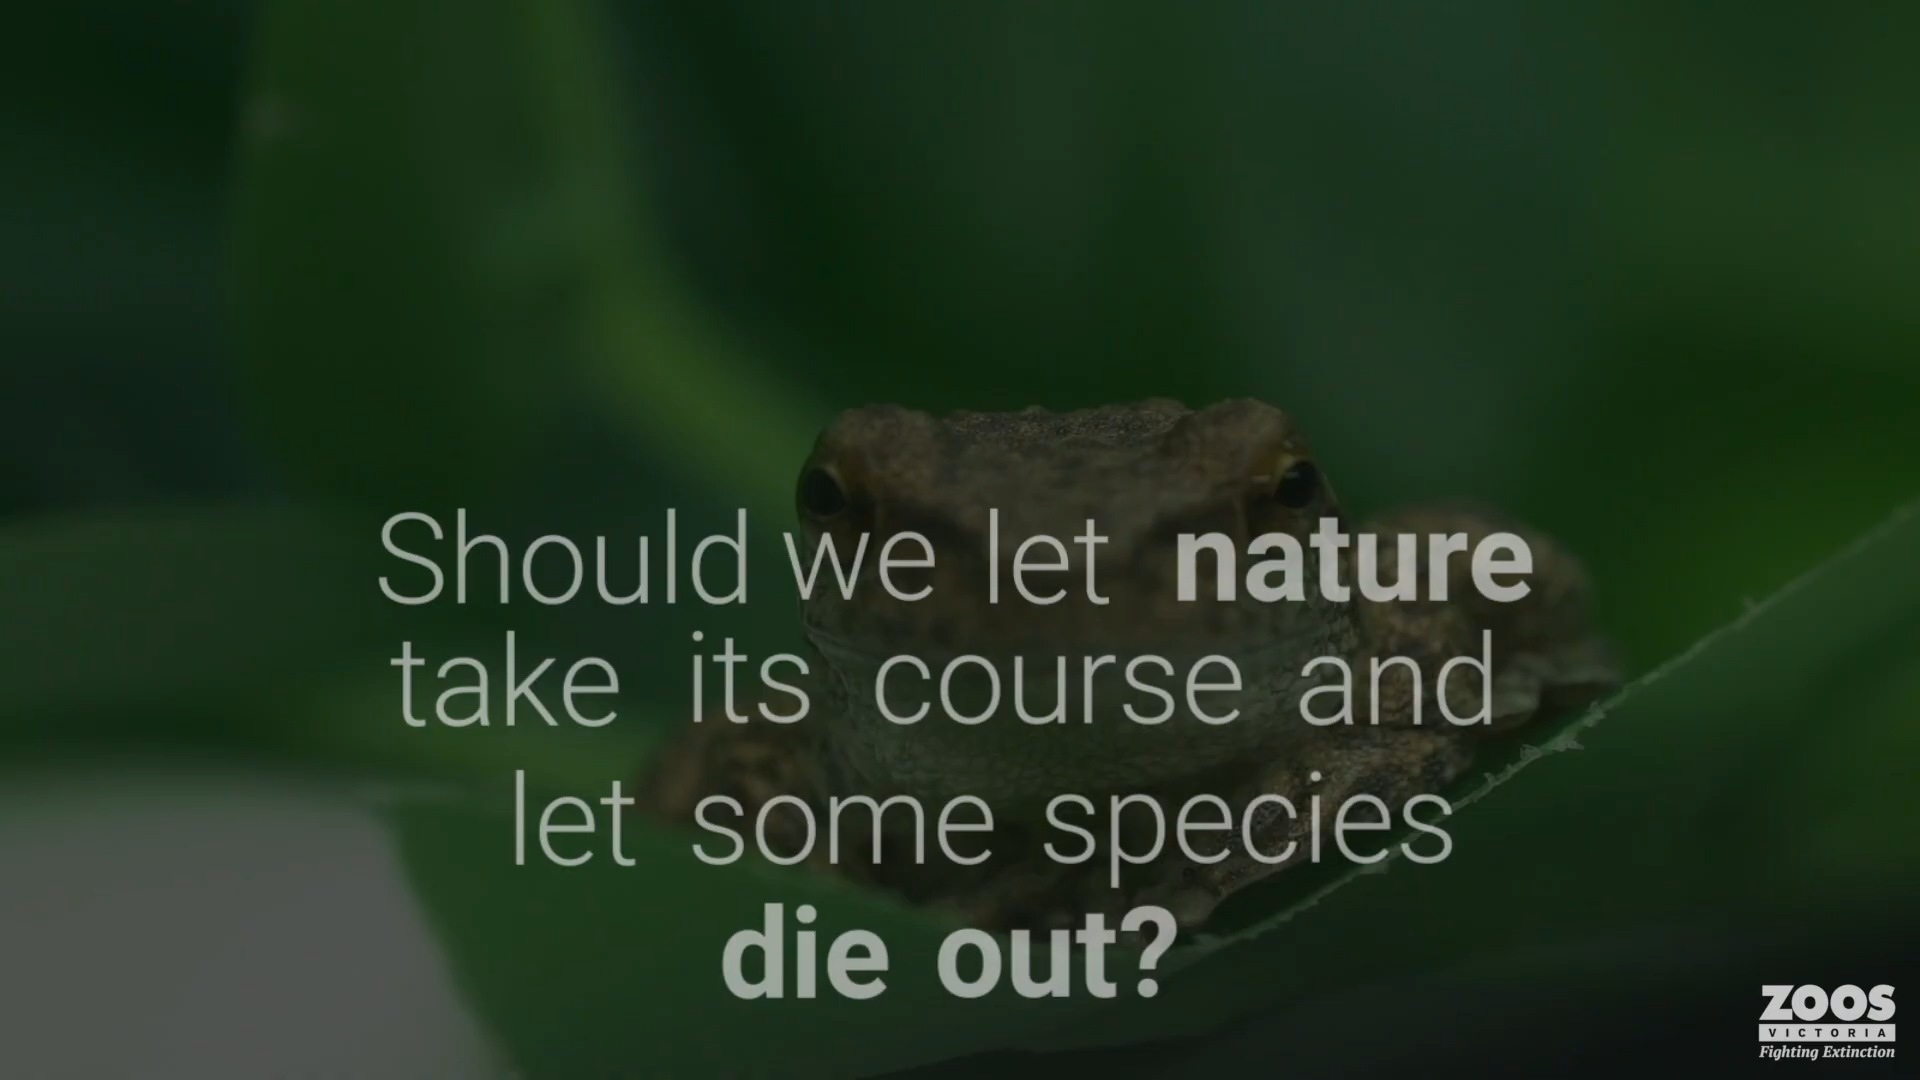 Should we let nature
take its course and
let some species
die out?
ZOOS
VICTORIA
Fighting Extinction